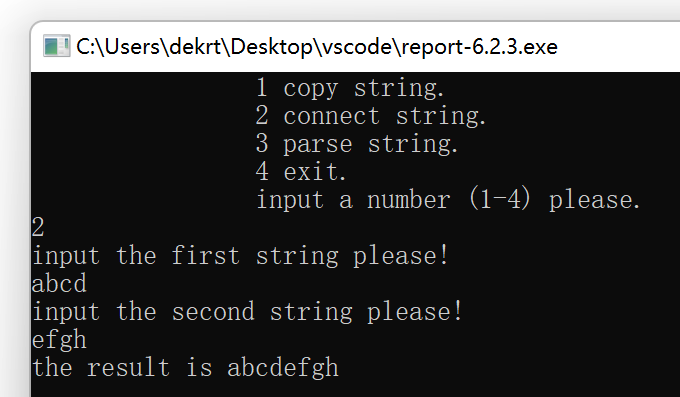 C:\Users\dekrt\Desktop\vscode\report-6.2.3.exe
1 copy string.
2 connect string.
3 parse string.
4 exit.
input a number (1-4) please.
2
input the first string please!
abcd
input the second string please!
efgh
the result is abcdefgh